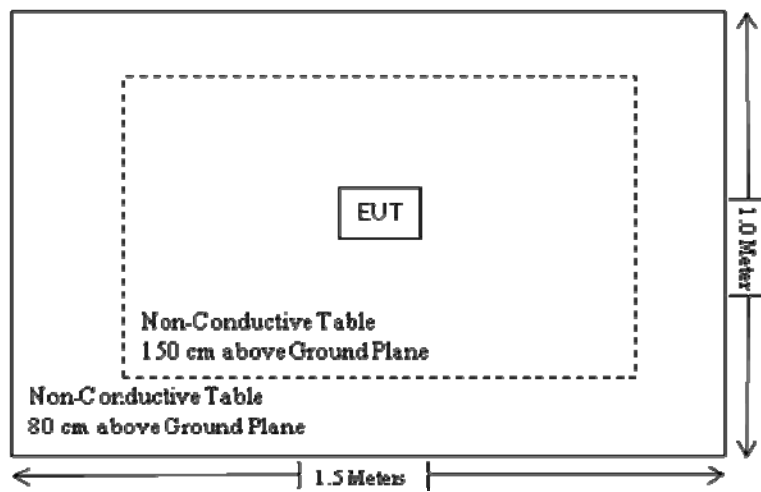 EUT
Non-Conductive Table
150 cm above Ground Plane
Non-Conductive Table
80 cm above Ground Plane
1.0 Meter
1.5 Meters